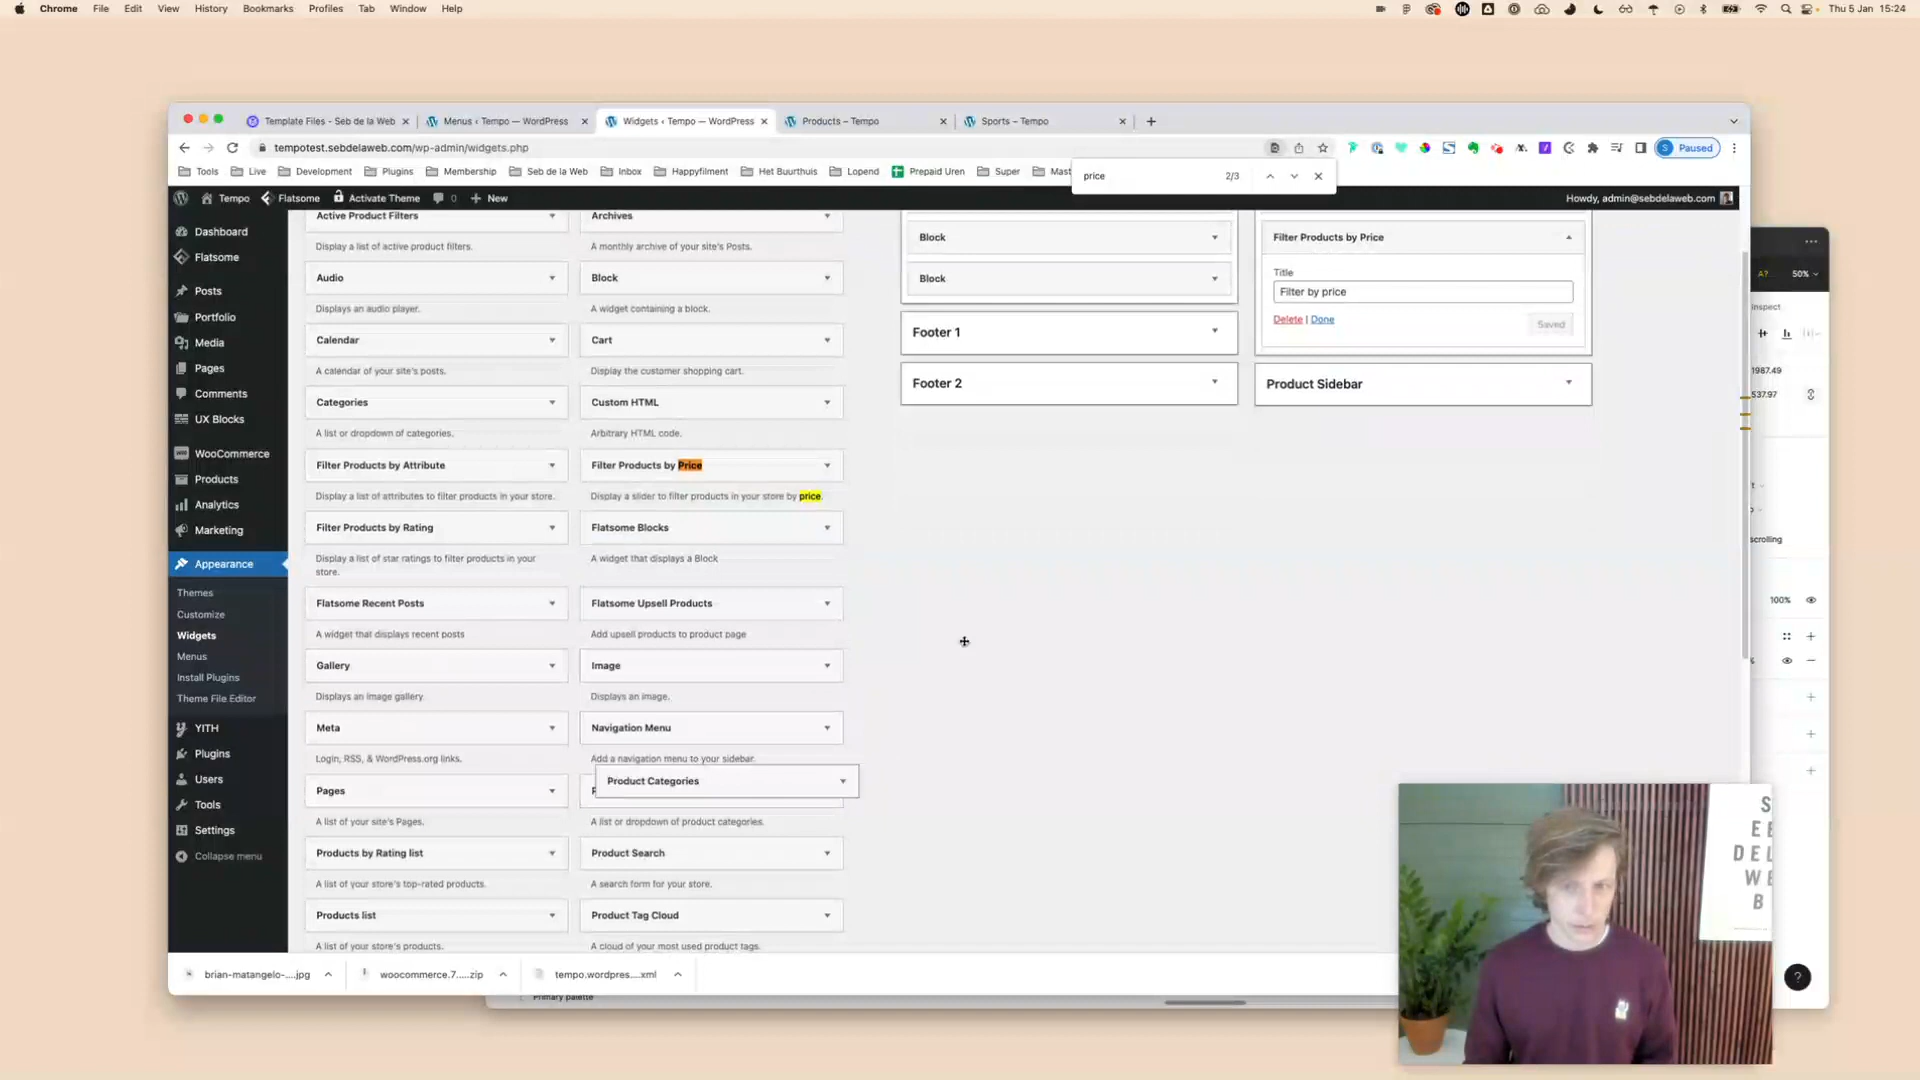 Chrome File Edit View History Bookmarks Profiles Tab Window Help Thu 5 Jan 15:24
Template Files - Seb de la Web Menus ‹ Tempo — WordPress Widgets ‹ Tempo — WordPress Products – Tempo Sports – Tempo
tempotest.sebdelaweb.com/wp-admin/widgets.php Paused
Tools Live Development Plugins Membership Seb de la Web Inbox Happyfilment Het Buurthuis Lopend Prepaid Uren Super Mast
price 2/3
Tempo Flatsome Activate Theme 0 New Howdy, admin@sebdelaweb.com
Dashboard
Flatsome
Posts
Portfolio
Media
Pages
Comments
UX Blocks
WooCommerce
Products
Analytics
Marketing
Appearance
Themes
Customize
Widgets
Menus
Install Plugins
Theme File Editor
YITH
Plugins
Users
Tools
Settings
Collapse menu
Active Product Filters
Display a list of active product filters.
Archives
A monthly archive of your site's Posts.
Audio
Displays an audio player.
Block
A widget containing a block.
Calendar
A calendar of your site's posts.
Cart
Display the customer shopping cart.
Categories
A list or dropdown of categories.
Custom HTML
Arbitrary HTML code.
Filter Products by Attribute
Display a list of attributes to filter products in your store.
Filter Products by Price
Display a slider to filter products in your store by price.
Filter Products by Rating
Display a list of star ratings to filter products in your
store.
Flatsome Blocks
A widget that displays a Block
Flatsome Recent Posts
A widget that displays recent posts
Flatsome Upsell Products
Add upsell products to product page
Gallery
Displays an image gallery.
Image
Displays an image.
Meta
Login, RSS, & WordPress.org links.
Navigation Menu
Add a navigation menu to your sidebar.
Pages
A list of your site's Pages.
Product Categories
A list or dropdown of product categories.
Products by Rating list
A list of your store's top-rated products.
Product Search
A search form for your store.
Products list
A list of your store's products.
Product Tag Cloud
A cloud of your most used product tags.
Block
Block
Footer 1
Footer 2
Filter Products by Price
Title
Filter by price
Delete | Done Saved
Product Sidebar
A? 50%
nspect
1987.49
537.97
scrolling
100%
brian-matangelo-....jpg woocommerce.7.....zip tempo.wordpres....xml
Primary palette
?
S
EE
DEL
WE
B